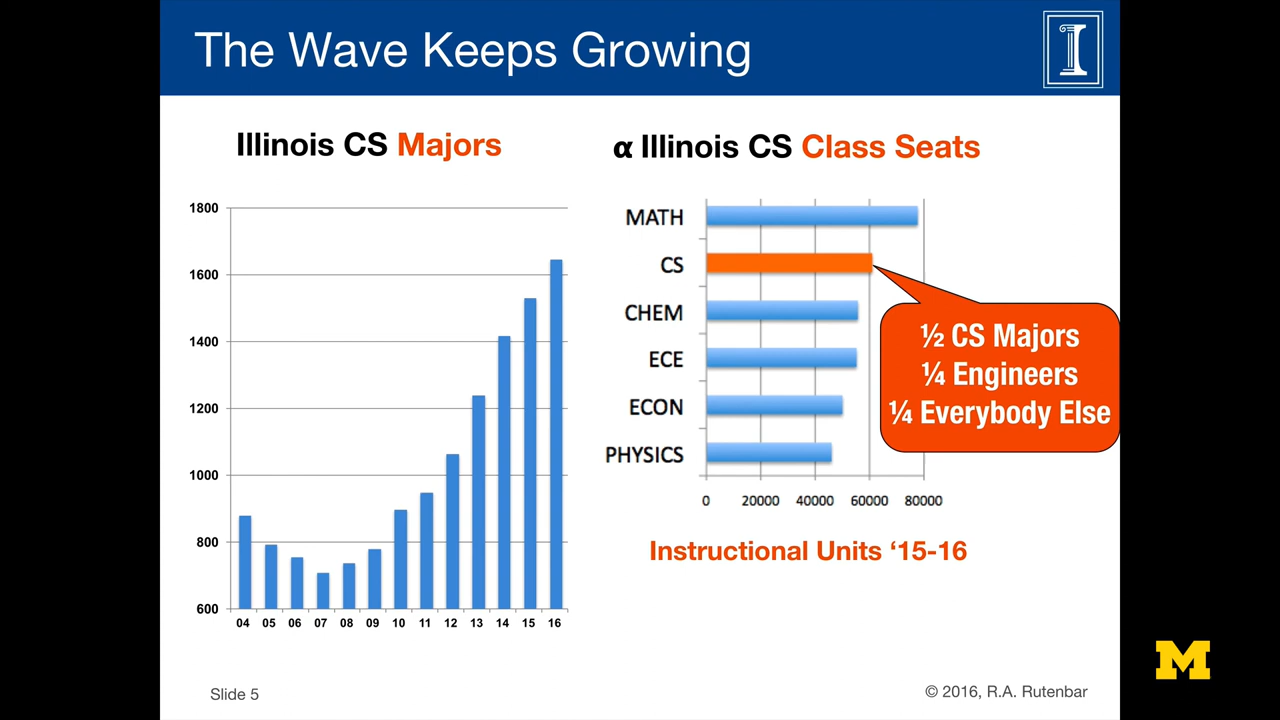 The Wave Keeps Growing
I
Illinois CS Majors
1800
1600
1400
1200
1000
800
600
04 05 06 07 08 09 10 11 12 13 14 15 16
α Illinois CS Class Seats
MATH
CS
CHEM
ECE
ECON
PHYSICS
0 20000 40000 60000 80000
½ CS Majors
¼ Engineers
¼ Everybody Else
Instructional Units ‘15-16
Slide 5
© 2016, R.A. Rutenbar
M